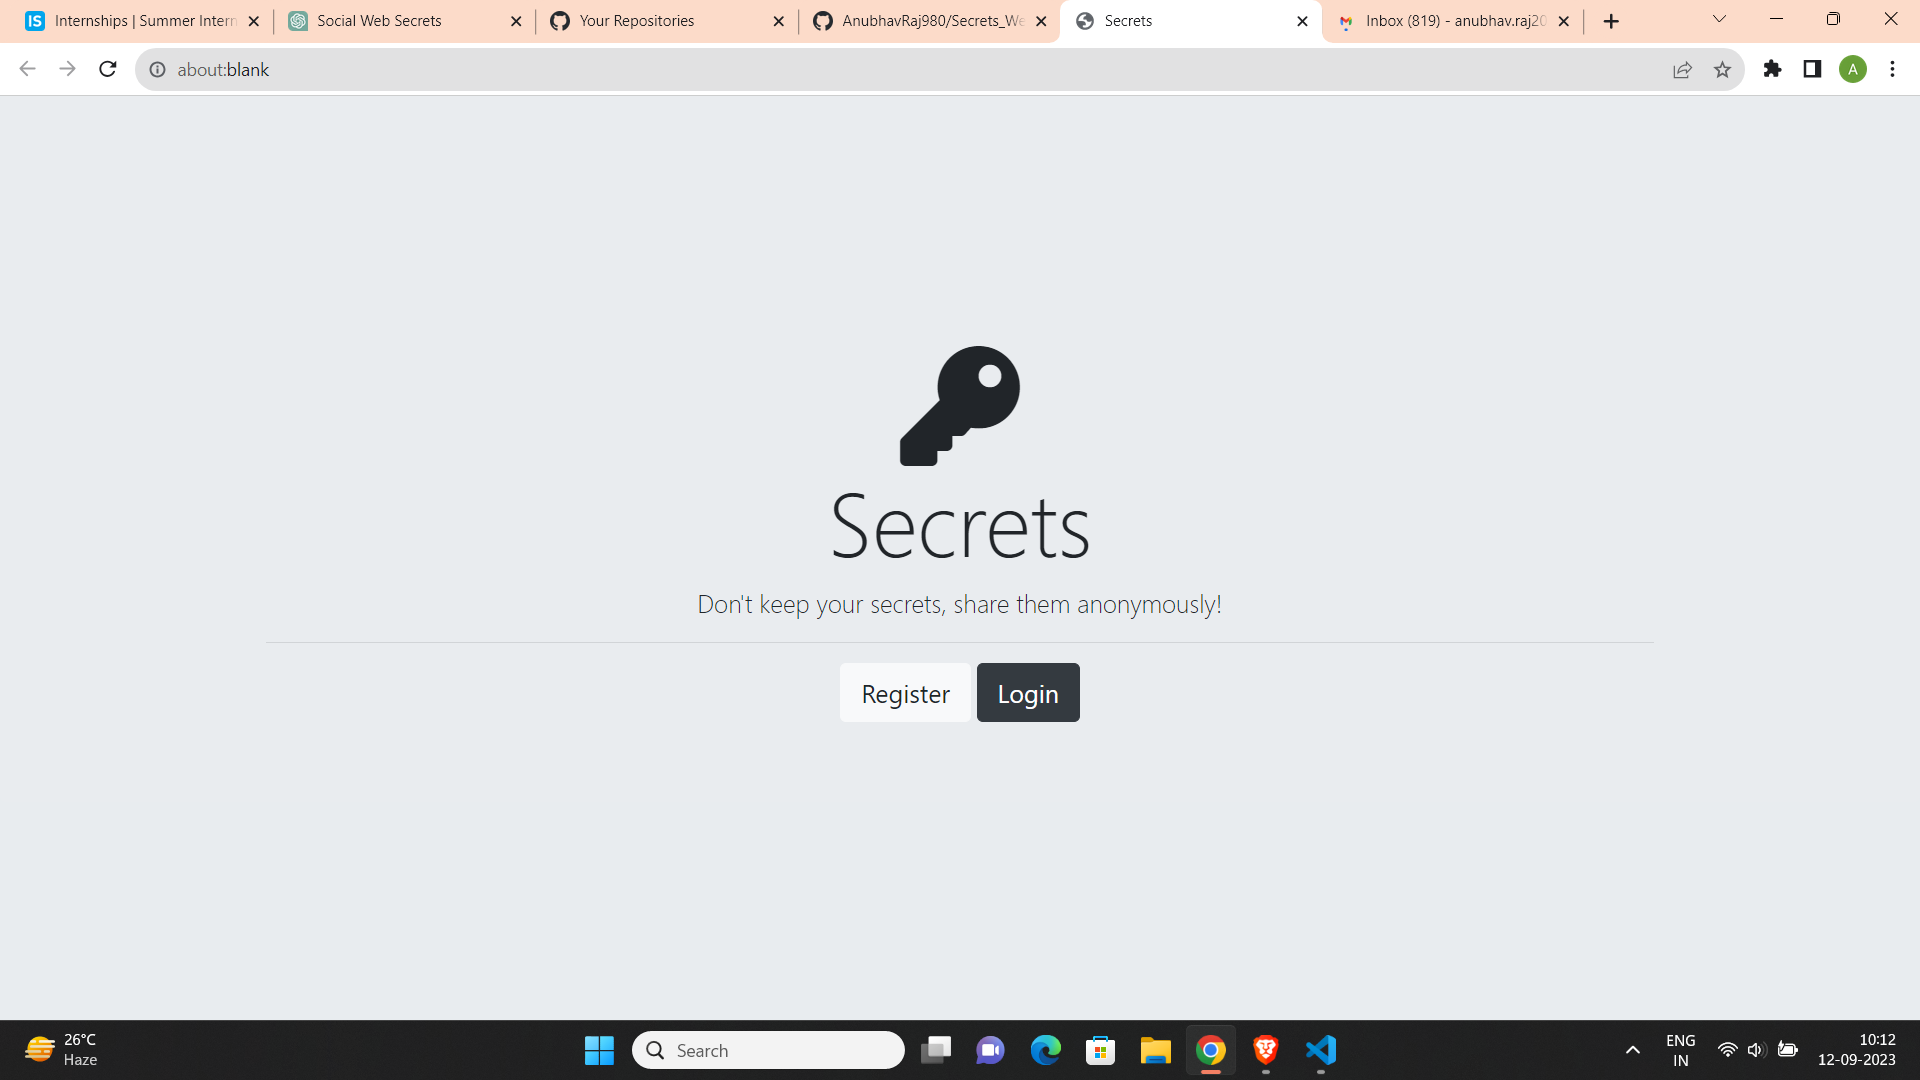 IS Internships | Summer Intern
Social Web Secrets
Your Repositories
AnubhavRaj980/Secrets_We
Secrets
Inbox (819) - anubhav.raj20
about:blank
A
Secrets
Don't keep your secrets, share them anonymously!
Register
Login
26°C
Haze
Search
ENG
IN
10:12
12-09-2023